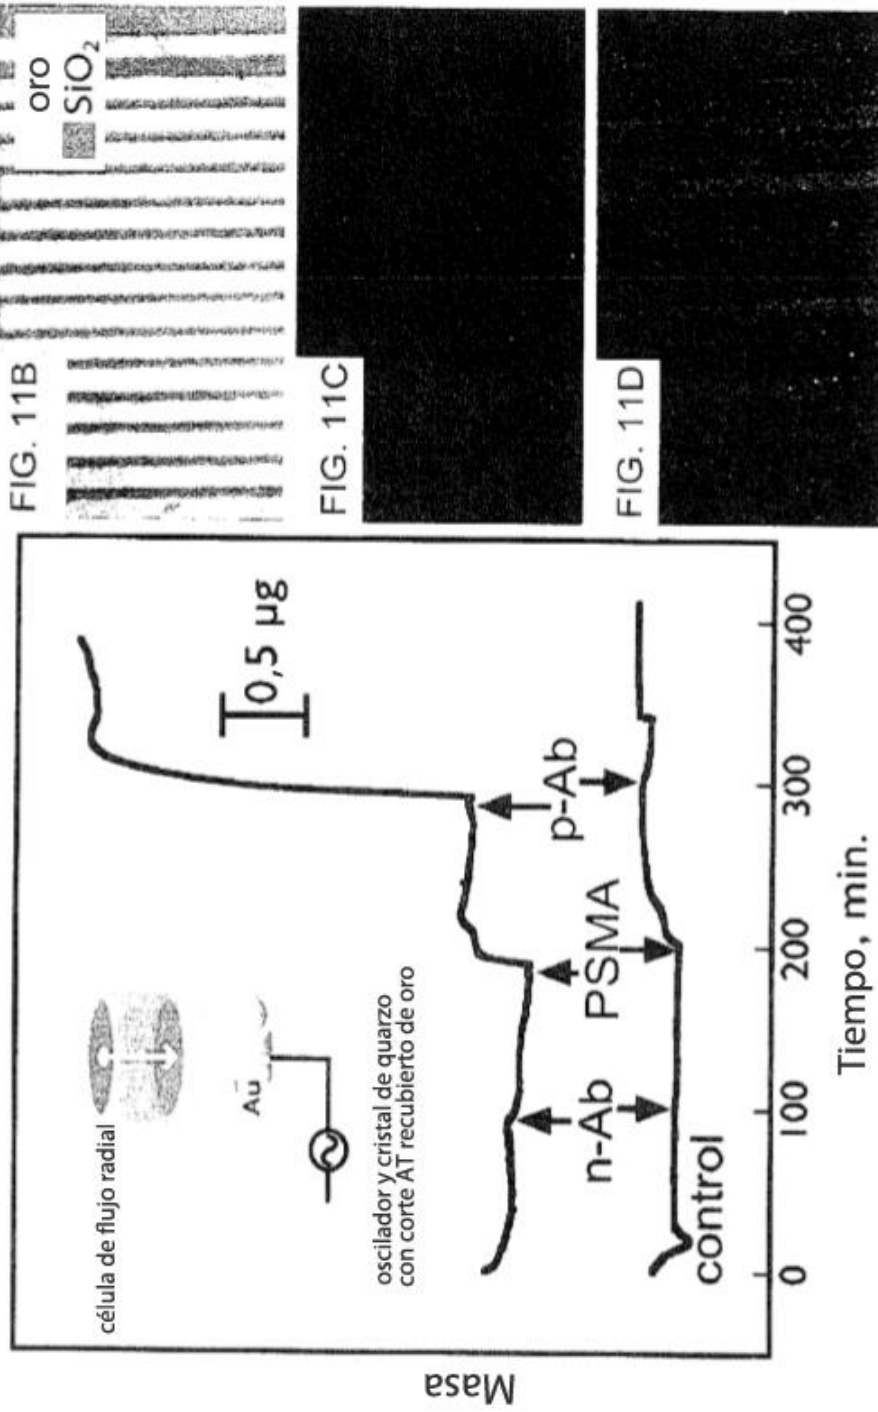 Masa
célula de flujo radial
Au
oscilador y cristal de quarzo
con corte AT recubierto de oro
0,5 µg
n-Ab
PSMA
p-Ab
control
0
100
200
300
400
Tiempo, min.
FIG. 11B
oro
SiO₂
FIG. 11C
FIG. 11D